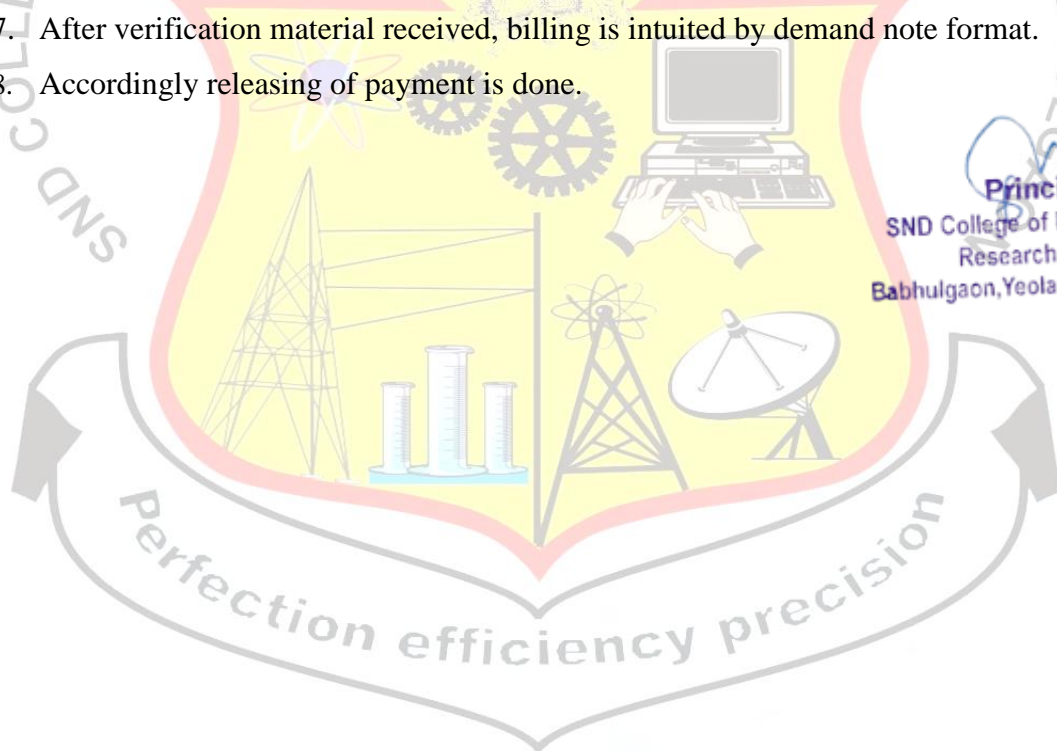 7. After verification material received, billing is intuited by demand note format.
8. Accordingly releasing of payment is done.
SND
SND College of
Research
Babhulgaon, Yeola
Perfection efficiency precision